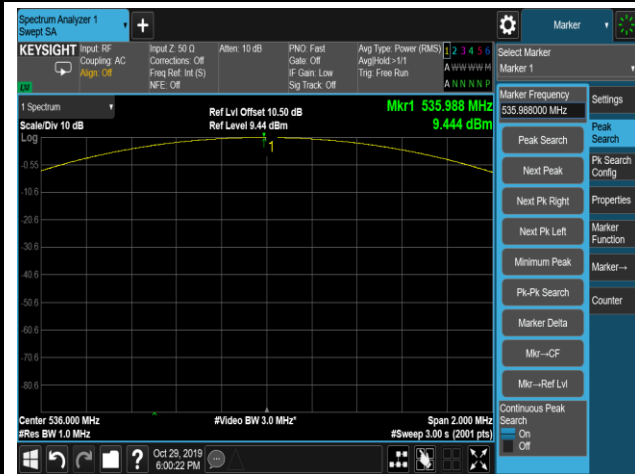 Spectrum Analyzer 1
Swept SA
+
Marker
KEYSIGHT
Input: RF
Coupling: AC
Align: Off
Input Z: 50 Ω
Corrections: Off
Freq Ref: Int (S)
NFE: Off
Atten: 10 dB
PNO: Fast
Gate: Off
IF Gain: Low
Sig Track: Off
Avg Type: Power (RMS)
Avg|Hold:>1/1
Trig: Free Run
1 2 3 4 5 6
A W W W W M
A N N N N P
Select Marker
Marker 1
1 Spectrum
Scale/Div 10 dB
Ref Lvl Offset 10.50 dB
Ref Level 9.44 dBm
Mkr1 535.988 MHz
9.444 dBm
Log
1
-0.55
-10.6
-20.6
-30.6
-40.6
-50.6
-60.6
-70.6
-80.6
Center 536.000 MHz
#Res BW 1.0 MHz
#Video BW 3.0 MHz*
Span 2.000 MHz
#Sweep 3.00 s (2001 pts)
Marker Frequency
535.988000 MHz
Peak Search
Next Peak
Next Pk Right
Next Pk Left
Minimum Peak
Pk-Pk Search
Marker Delta
Mkr→CF
Mkr→Ref Lvl
Continuous Peak
Search
On
Off
Settings
Peak
Search
Pk Search
Config
Properties
Marker
Function
Marker→
Counter
?
Oct 29, 2019
6:00:22 PM